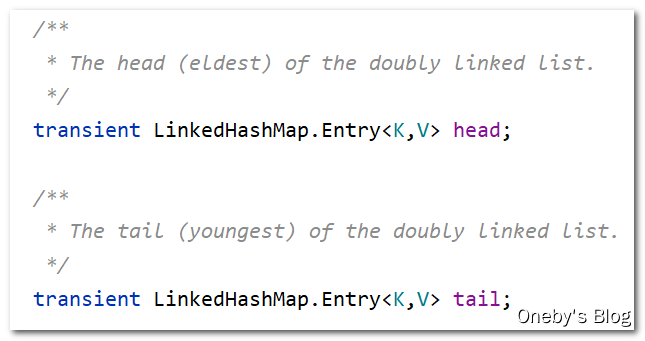 /**
* The head (eldest) of the doubly linked list.
*/
transient LinkedHashMap.Entry<K,V> head;
/**
* The tail (youngest) of the doubly linked list.
*/
transient LinkedHashMap.Entry<K,V> tail;
Oneby's Blog